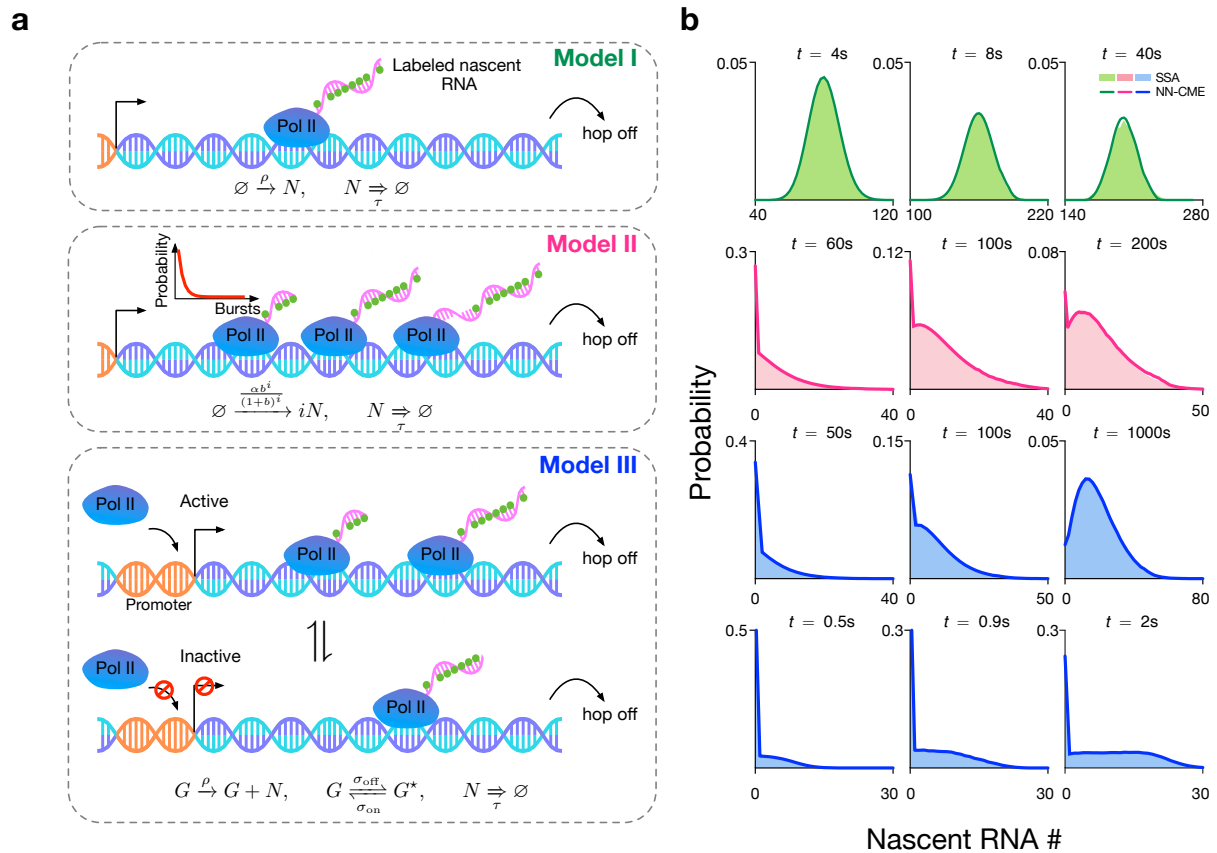 a
Model I
Labeled nascent
RNA
Pol II
hop off
∅ →ρ N, N ⇒τ ∅
Model II
Probability
Bursts
Pol II Pol II Pol II
hop off
∅ αb^i/(1+b)^i → iN, N ⇒τ ∅
Model III
Pol II
Active
Pol II Pol II
hop off
Promoter
Inactive
Pol II
Pol II
hop off
G →ρ G + N, G ⇌ σoff σon G⋆, N ⇒τ ∅
b
t = 4s t = 8s t = 40s
0.05 0.05 0.05
SSA
NN-CME
40 120 100 220 140 280
t = 60s t = 100s t = 200s
0.3 0.12 0.08
0 40 0 40 0 50
t = 50s t = 100s t = 1000s
0.4 0.15 0.05
0 40 0 50 0 80
t = 0.5s t = 0.9s t = 2s
0.5 0.3 0.3
0 30 0 30 0 30
Probability
Nascent RNA #